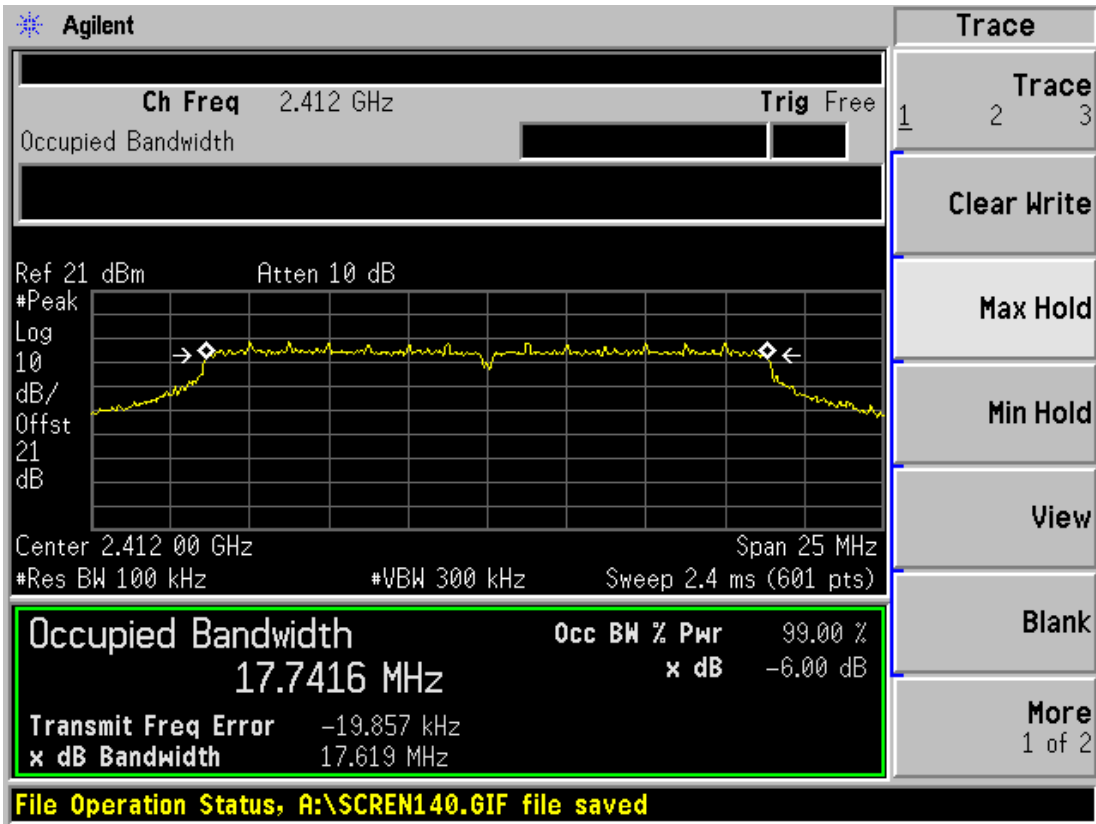 Agilent
Trace
Ch Freq 2.412 GHz Trig Free
Occupied Bandwidth
Trace
1 2 3
Clear Write
Max Hold
Min Hold
View
Blank
More
1 of 2
Ref 21 dBm Atten 10 dB
#Peak
Log
10
dB/
Offst
21
dB
Center 2.412 00 GHz Span 25 MHz
#Res BW 100 kHz #VBW 300 kHz Sweep 2.4 ms (601 pts)
Occupied Bandwidth Occ BW % Pwr 99.00 %
17.7416 MHz x dB -6.00 dB
Transmit Freq Error -19.857 kHz
x dB Bandwidth 17.619 MHz
File Operation Status, A:\SCREN140.GIF file saved